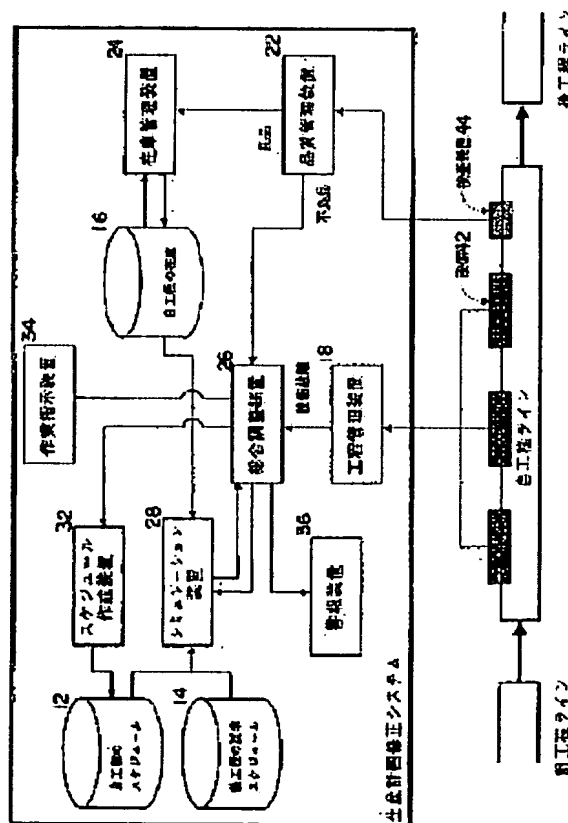 生産計画修正システム
12
自工程の
スケジュール
14
後工程の基本
スケジュール
32
スケジュール
作成装置
28
シミュレーション
装置
36
警報装置
34
作業指示装置
26
総合調整装置
設備故障
18
工程管理装置
16
自工程の在庫
24
在庫管理装置
良品
22
品質管理装置
不良品
前工程ライン
自工程ライン
設備42
検査装置44
後工程ライン